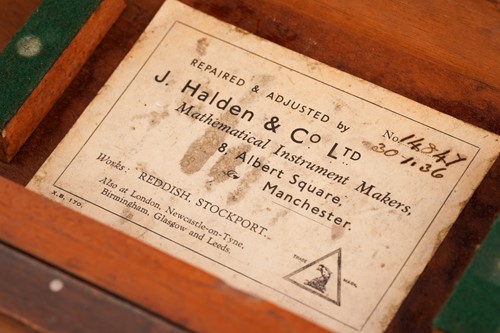 REPAIRED & ADJUSTED by
J. Halden & Co LTD
No 14847
30·1·36
Mathematical Instrument Makers,
8, Albert Square,
Manchester.
Works: REDDISH, STOCKPORT.
Also at London, Newcastle-on-Tyne,
Birmingham, Glasgow and Leeds.
X.B. 170.
TRADE MARK